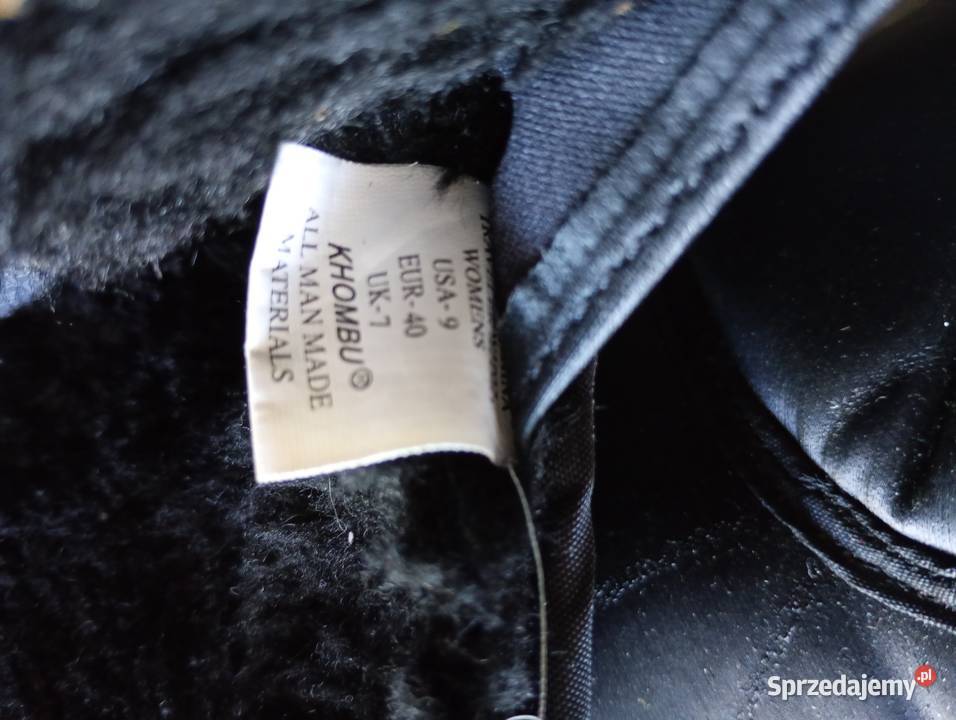 WOMENS
USA- 9
EUR- 40
UK- 7
KHOMBU®
ALL MAN MADE
MATERIALS
Sprzedajemy.pl